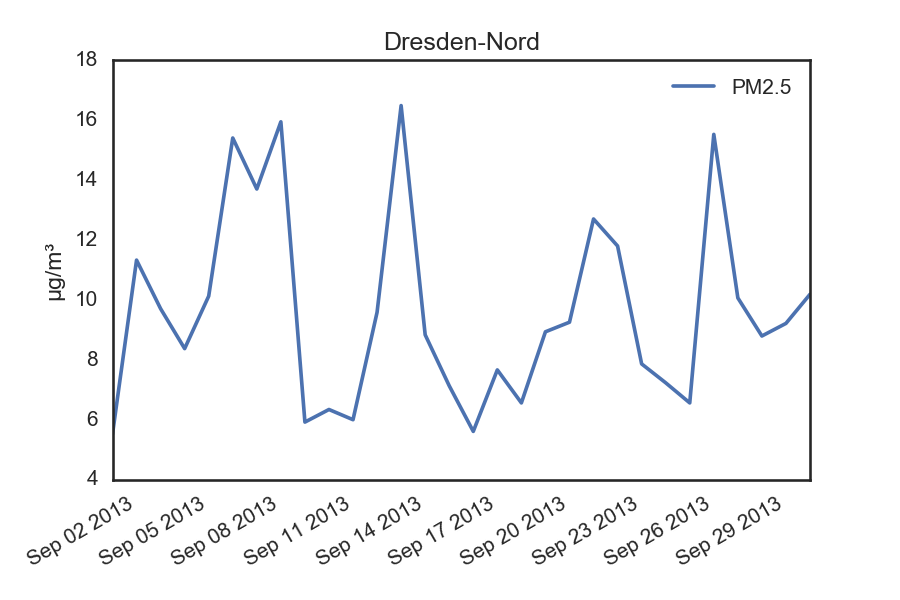 Dresden-Nord
PM2.5
µg/m³
18
16
14
12
10
8
6
4
Sep 02 2013
Sep 05 2013
Sep 08 2013
Sep 11 2013
Sep 14 2013
Sep 17 2013
Sep 20 2013
Sep 23 2013
Sep 26 2013
Sep 29 2013